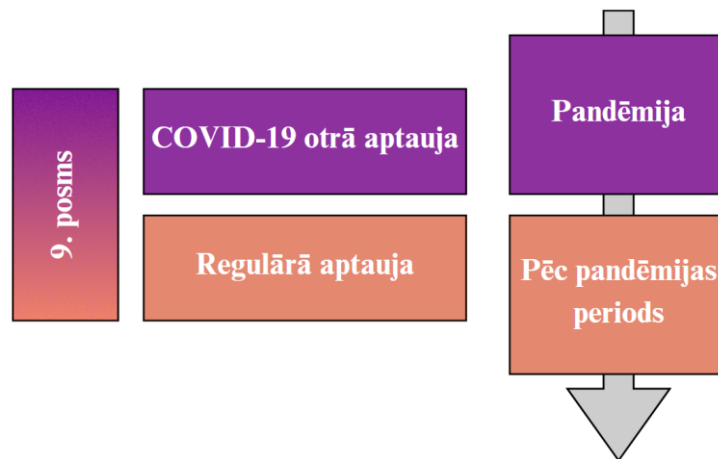 9. posms
COVID-19 otrā aptauja
Pandēmija
Regulārā aptauja
Pēc pandēmijas
periods